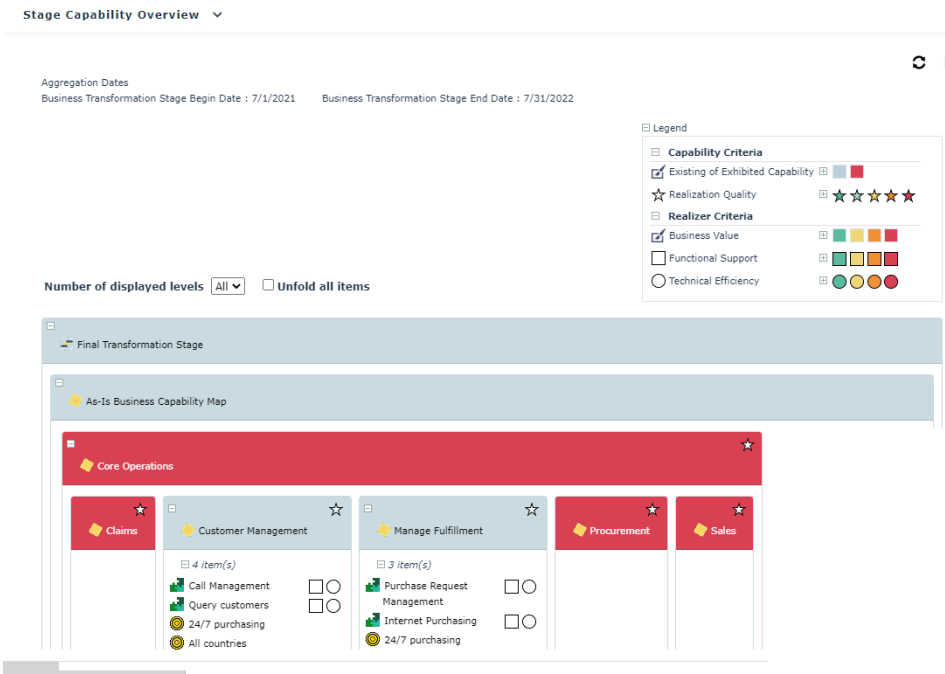 Stage Capability Overview
Aggregation Dates
Business Transformation Stage Begin Date : 7/1/2021 Business Transformation Stage End Date : 7/31/2022
Legend
Capability Criteria
Existing of Exhibited Capability
Realization Quality
Realizer Criteria
Business Value
Functional Support
Technical Efficiency
Number of displayed levels All Unfold all items
Final Transformation Stage
As-Is Business Capability Map
Core Operations
Claims
Customer Management
4 item(s)
Call Management
Query customers
24/7 purchasing
All countries
Manage Fulfillment
3 item(s)
Purchase Request
Management
Internet Purchasing
24/7 purchasing
Procurement
Sales